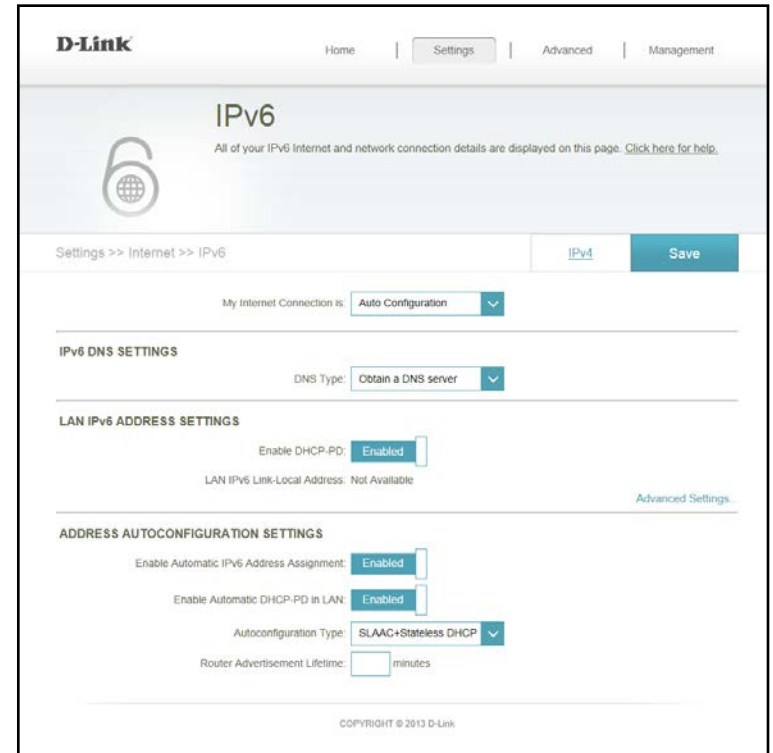 D-Link
Home | Settings | Advanced | Management
IPv6
All of your IPv6 Internet and network connection details are displayed on this page. Click here for help.
Settings >> Internet >> IPv6
IPv4
Save
My Internet Connection is: Auto Configuration
IPv6 DNS SETTINGS
DNS Type: Obtain a DNS server
LAN IPv6 ADDRESS SETTINGS
Enable DHCP-PD: Enabled
LAN IPv6 Link-Local Address: Not Available
Advanced Settings...
ADDRESS AUTOCONFIGURATION SETTINGS
Enable Automatic IPv6 Address Assignment: Enabled
Enable Automatic DHCP-PD in LAN: Enabled
Autoconfiguration Type: SLAAC+Stateless DHCP
Router Advertisement Lifetime: minutes
COPYRIGHT © 2013 D-Link